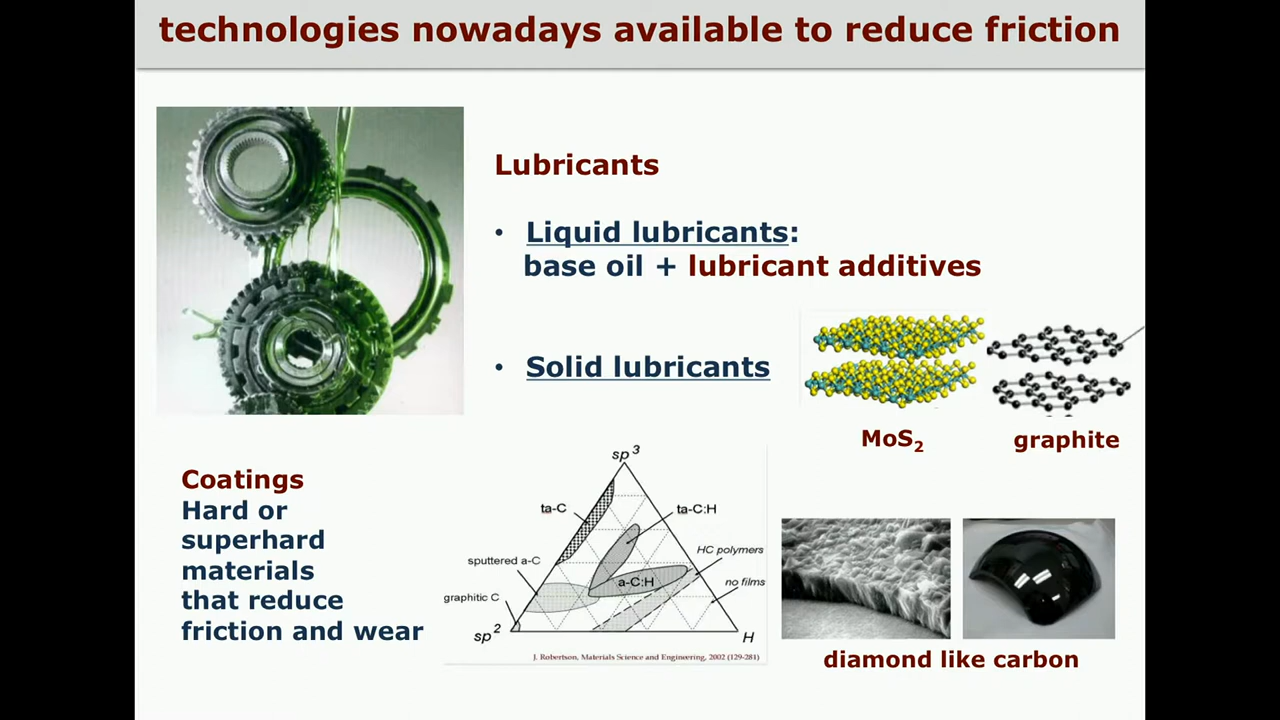 technologies nowadays available to reduce friction
Lubricants
• Liquid lubricants:
base oil + lubricant additives
• Solid lubricants
MoS2
graphite
Coatings
Hard or
superhard
materials
that reduce
friction and wear
sp3
ta-C
ta-C:H
HC polymers
sputtered a-C
a-C:H
no films
graphitic C
sp2
H
J. Robertson, Materials Science and Engineering, 2002 (129-281)
diamond like carbon